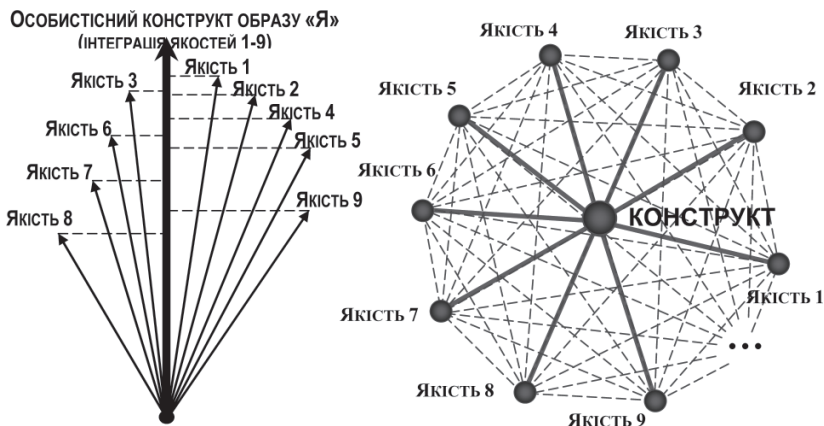 ОСОБИСТІСНИЙ КОНСТРУКТ ОБРАЗУ «Я»
(ІНТЕГРАЦІЯ ЯКОСТЕЙ 1-9)
ЯКІСТЬ 1
ЯКІСТЬ 3
ЯКІСТЬ 2
ЯКІСТЬ 4
ЯКІСТЬ 6
ЯКІСТЬ 5
ЯКІСТЬ 7
ЯКІСТЬ 9
ЯКІСТЬ 8
ЯКІСТЬ 4
ЯКІСТЬ 3
ЯКІСТЬ 5
ЯКІСТЬ 2
ЯКІСТЬ 6
КОНСТРУКТ
ЯКІСТЬ 1
ЯКІСТЬ 7
...
ЯКІСТЬ 8
ЯКІСТЬ 9